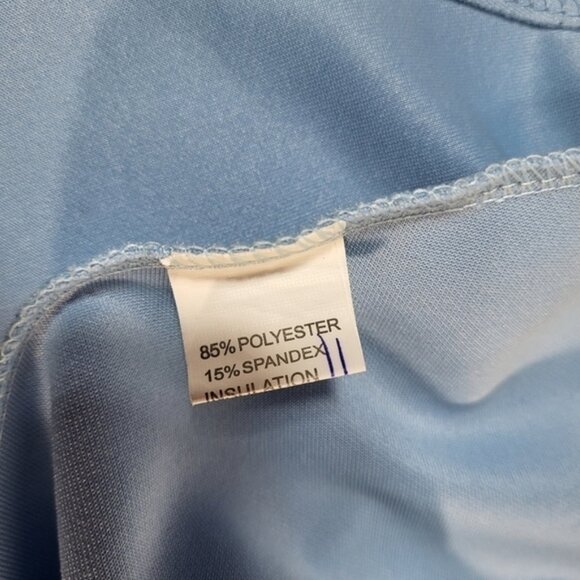 85% POLYESTER
15% SPANDEX
INSULATION
11